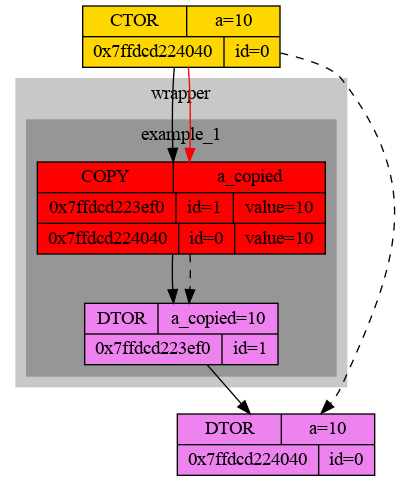 CTOR a=10
0x7ffdcd224040 id=0
wrapper
example_1
COPY a_copied
0x7ffdcd223ef0 id=1 value=10
0x7ffdcd224040 id=0 value=10
DTOR a_copied=10
0x7ffdcd223ef0 id=1
DTOR a=10
0x7ffdcd224040 id=0